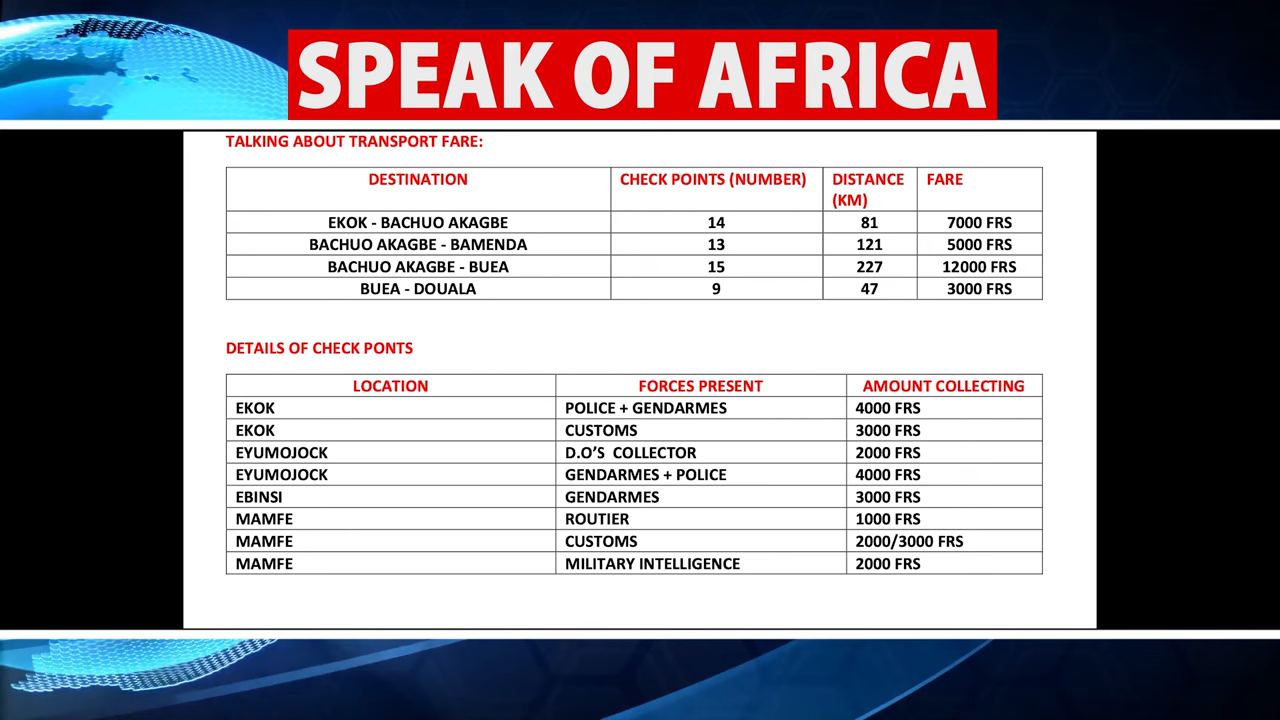 SPEAK OF AFRICA
TALKING ABOUT TRANSPORT FARE:
DESTINATION CHECK POINTS (NUMBER) DISTANCE (KM) FARE
EKOK - BACHUO AKAGBE 14 81 7000 FRS
BACHUO AKAGBE - BAMENDA 13 121 5000 FRS
BACHUO AKAGBE - BUEA 15 227 12000 FRS
BUEA - DOUALA 9 47 3000 FRS
DETAILS OF CHECK PONTS
LOCATION FORCES PRESENT AMOUNT COLLECTING
EKOK POLICE + GENDARMES 4000 FRS
EKOK CUSTOMS 3000 FRS
EYUMOJOCK D.O’S COLLECTOR 2000 FRS
EYUMOJOCK GENDARMES + POLICE 4000 FRS
EBINSI GENDARMES 3000 FRS
MAMFE ROUTIER 1000 FRS
MAMFE CUSTOMS 2000/3000 FRS
MAMFE MILITARY INTELLIGENCE 2000 FRS